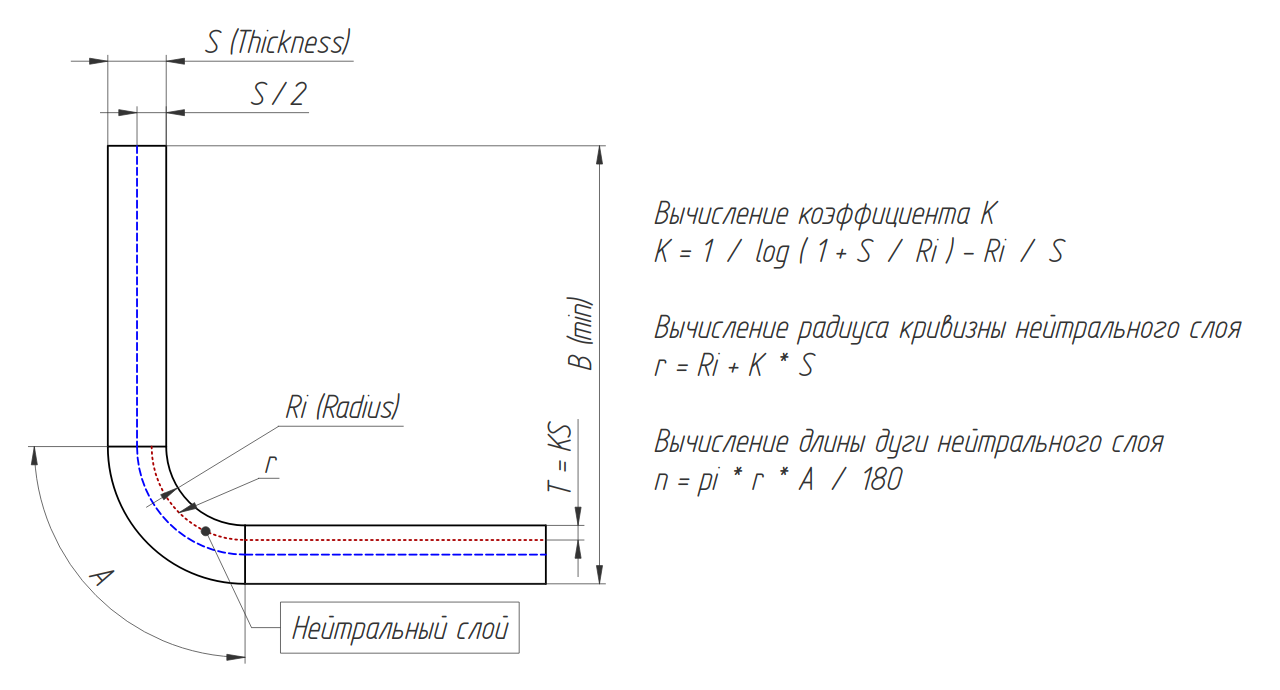 S (Thickness)
S / 2
Вычисление коэффициента K
K = 1 / log ( 1 + S / Ri ) – Ri / S
Вычисление радиуса кривизны нейтрального слоя
r = Ri + K * S
Вычисление длины дуги нейтрального слоя
n = pi * r * A / 180
B (min)
Ri (Radius)
r
T = KS
A
Нейтральный слой